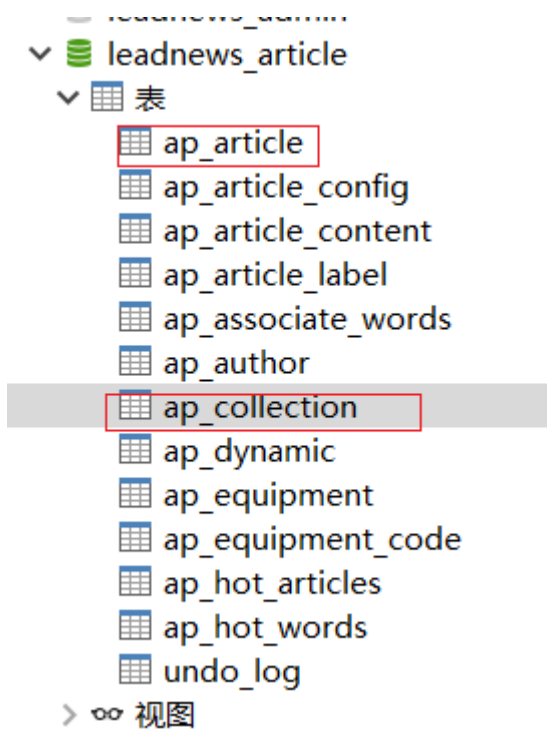 leadnews_article
表
ap_article
ap_article_config
ap_article_content
ap_article_label
ap_associate_words
ap_author
ap_collection
ap_dynamic
ap_equipment
ap_equipment_code
ap_hot_articles
ap_hot_words
undo_log
视图